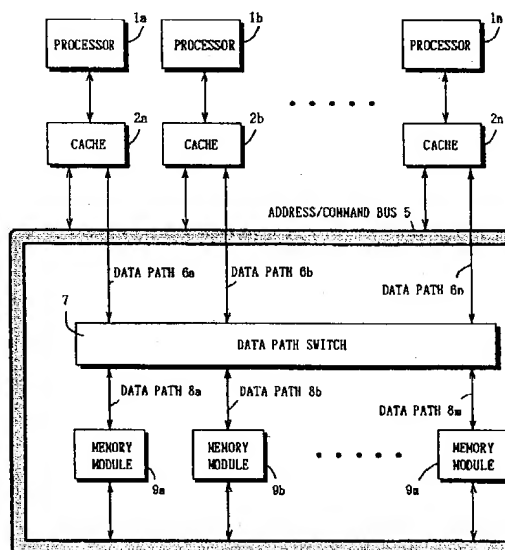 1a 1b 1n
PROCESSOR PROCESSOR PROCESSOR
2a 2b 2n
CACHE CACHE CACHE
ADDRESS/COMMAND BUS 5
DATA PATH 6a DATA PATH 6b DATA PATH 6n
7
DATA PATH SWITCH
DATA PATH 8a DATA PATH 8b DATA PATH 8m
MEMORY MODULE MEMORY MODULE MEMORY MODULE
9a 9b 9m